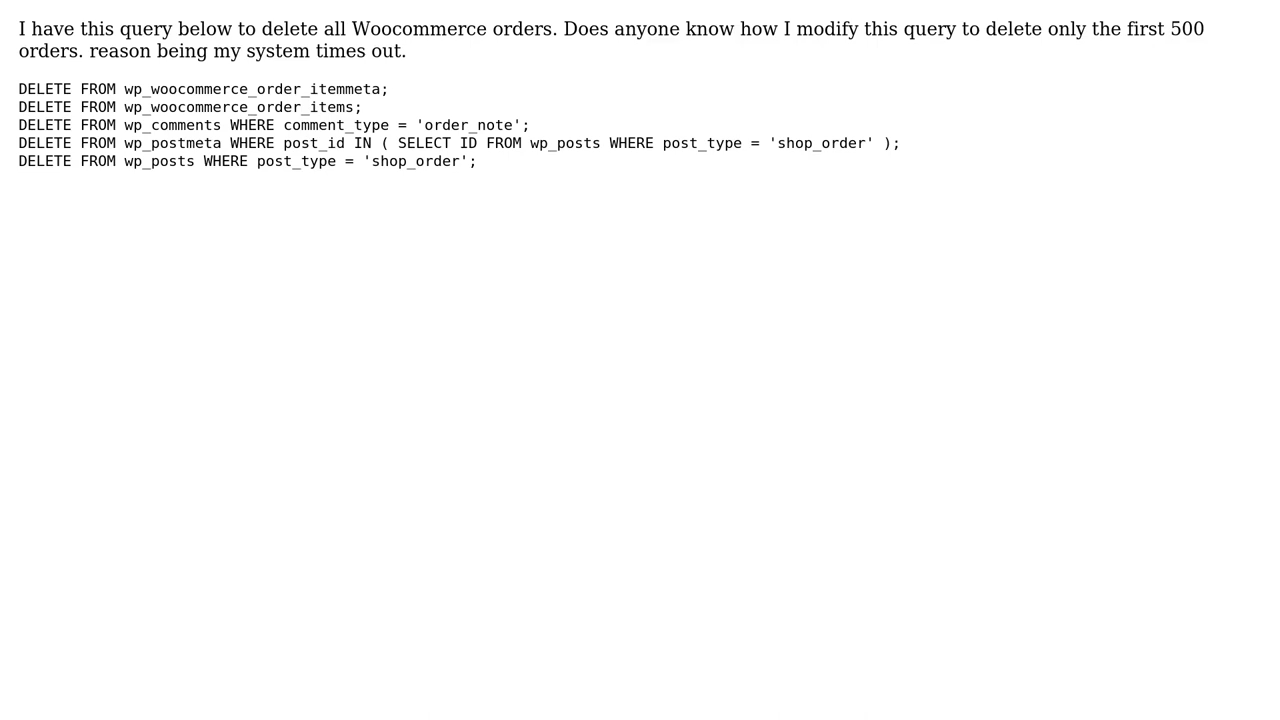 I have this query below to delete all Woocommerce orders. Does anyone know how I modify this query to delete only the first 500
orders. reason being my system times out.
DELETE FROM wp_woocommerce_order_itemmeta;
DELETE FROM wp_woocommerce_order_items;
DELETE FROM wp_comments WHERE comment_type = 'order_note';
DELETE FROM wp_postmeta WHERE post_id IN ( SELECT ID FROM wp_posts WHERE post_type = 'shop_order' );
DELETE FROM wp_posts WHERE post_type = 'shop_order';